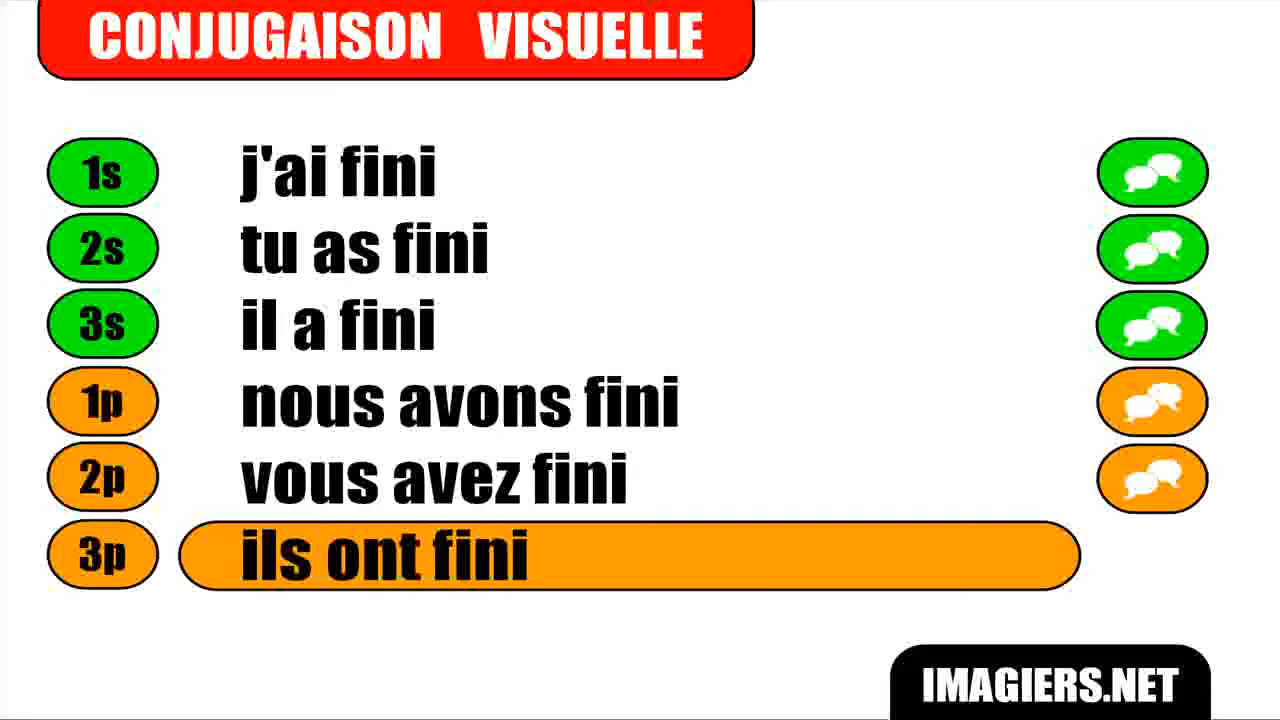 CONJUGAISON VISUELLE
1s j'ai fini
2s tu as fini
3s il a fini
1p nous avons fini
2p vous avez fini
3p ils ont fini
IMAGIERS.NET